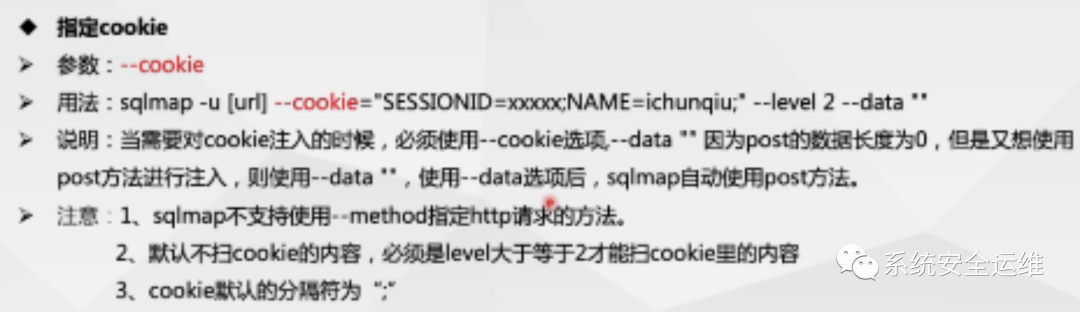 ◆ 指定cookie
➢ 参数：--cookie
➢ 用法：sqlmap -u [url] --cookie="SESSIONID=xxxxx;NAME=ichunqiu;" --level 2 --data ""
➢ 说明：当需要对cookie注入的时候，必须使用--cookie选项,--data "" 因为post的数据长度为0，但是又想使用
post方法进行注入，则使用--data ""，使用--data选项后，sqlmap自动使用post方法。
➢ 注意：1、sqlmap不支持使用--method指定http请求的方法。
2、默认不扫cookie的内容，必须是level大于等于2才能扫cookie里的内容
3、cookie默认的分隔符为 “;”
系统安全运维